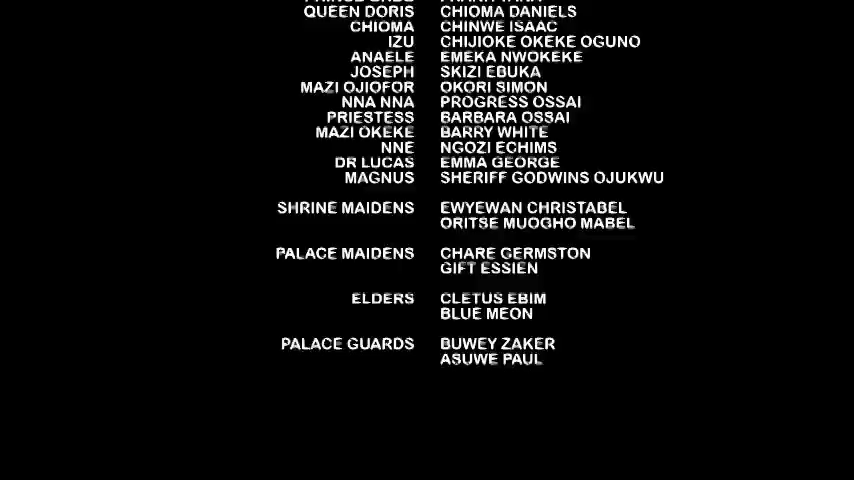 QUEEN DORIS CHIOMA DANIELS
CHIOMA CHINWE ISAAC
IZU CHIJIOKE OKEKE OGUNO
ANAELE EMEKA NWOKEKE
JOSEPH SKIZI EBUKA
MAZI OJIOFOR OKORI SIMON
NNA NNA PROGRESS OSSAI
PRIESTESS BARBARA OSSAI
MAZI OKEKE BARRY WHITE
NNE NGOZI ECHIMS
DR LUCAS EMMA GEORGE
MAGNUS SHERIFF GODWINS OJUKWU
SHRINE MAIDENS EWYEWAN CHRISTABEL
ORITSE MUOGHO MABEL
PALACE MAIDENS CHARE GERMSTON
GIFT ESSIEN
ELDERS CLETUS EBIM
BLUE MEON
PALACE GUARDS BUWEY ZAKER
ASUWE PAUL